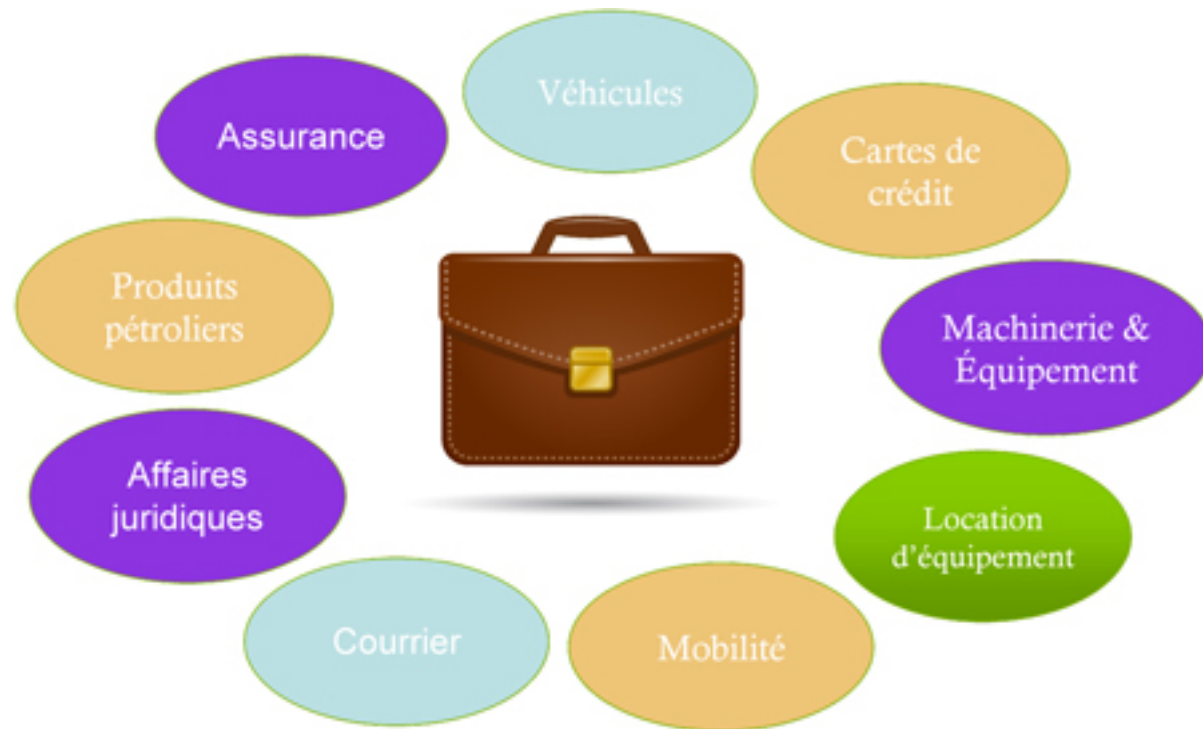 Véhicules
Assurance
Cartes de
crédit
Produits
pétroliers
Machinerie &
Équipement
Affaires
juridiques
Location
d'équipement
Courrier
Mobilité